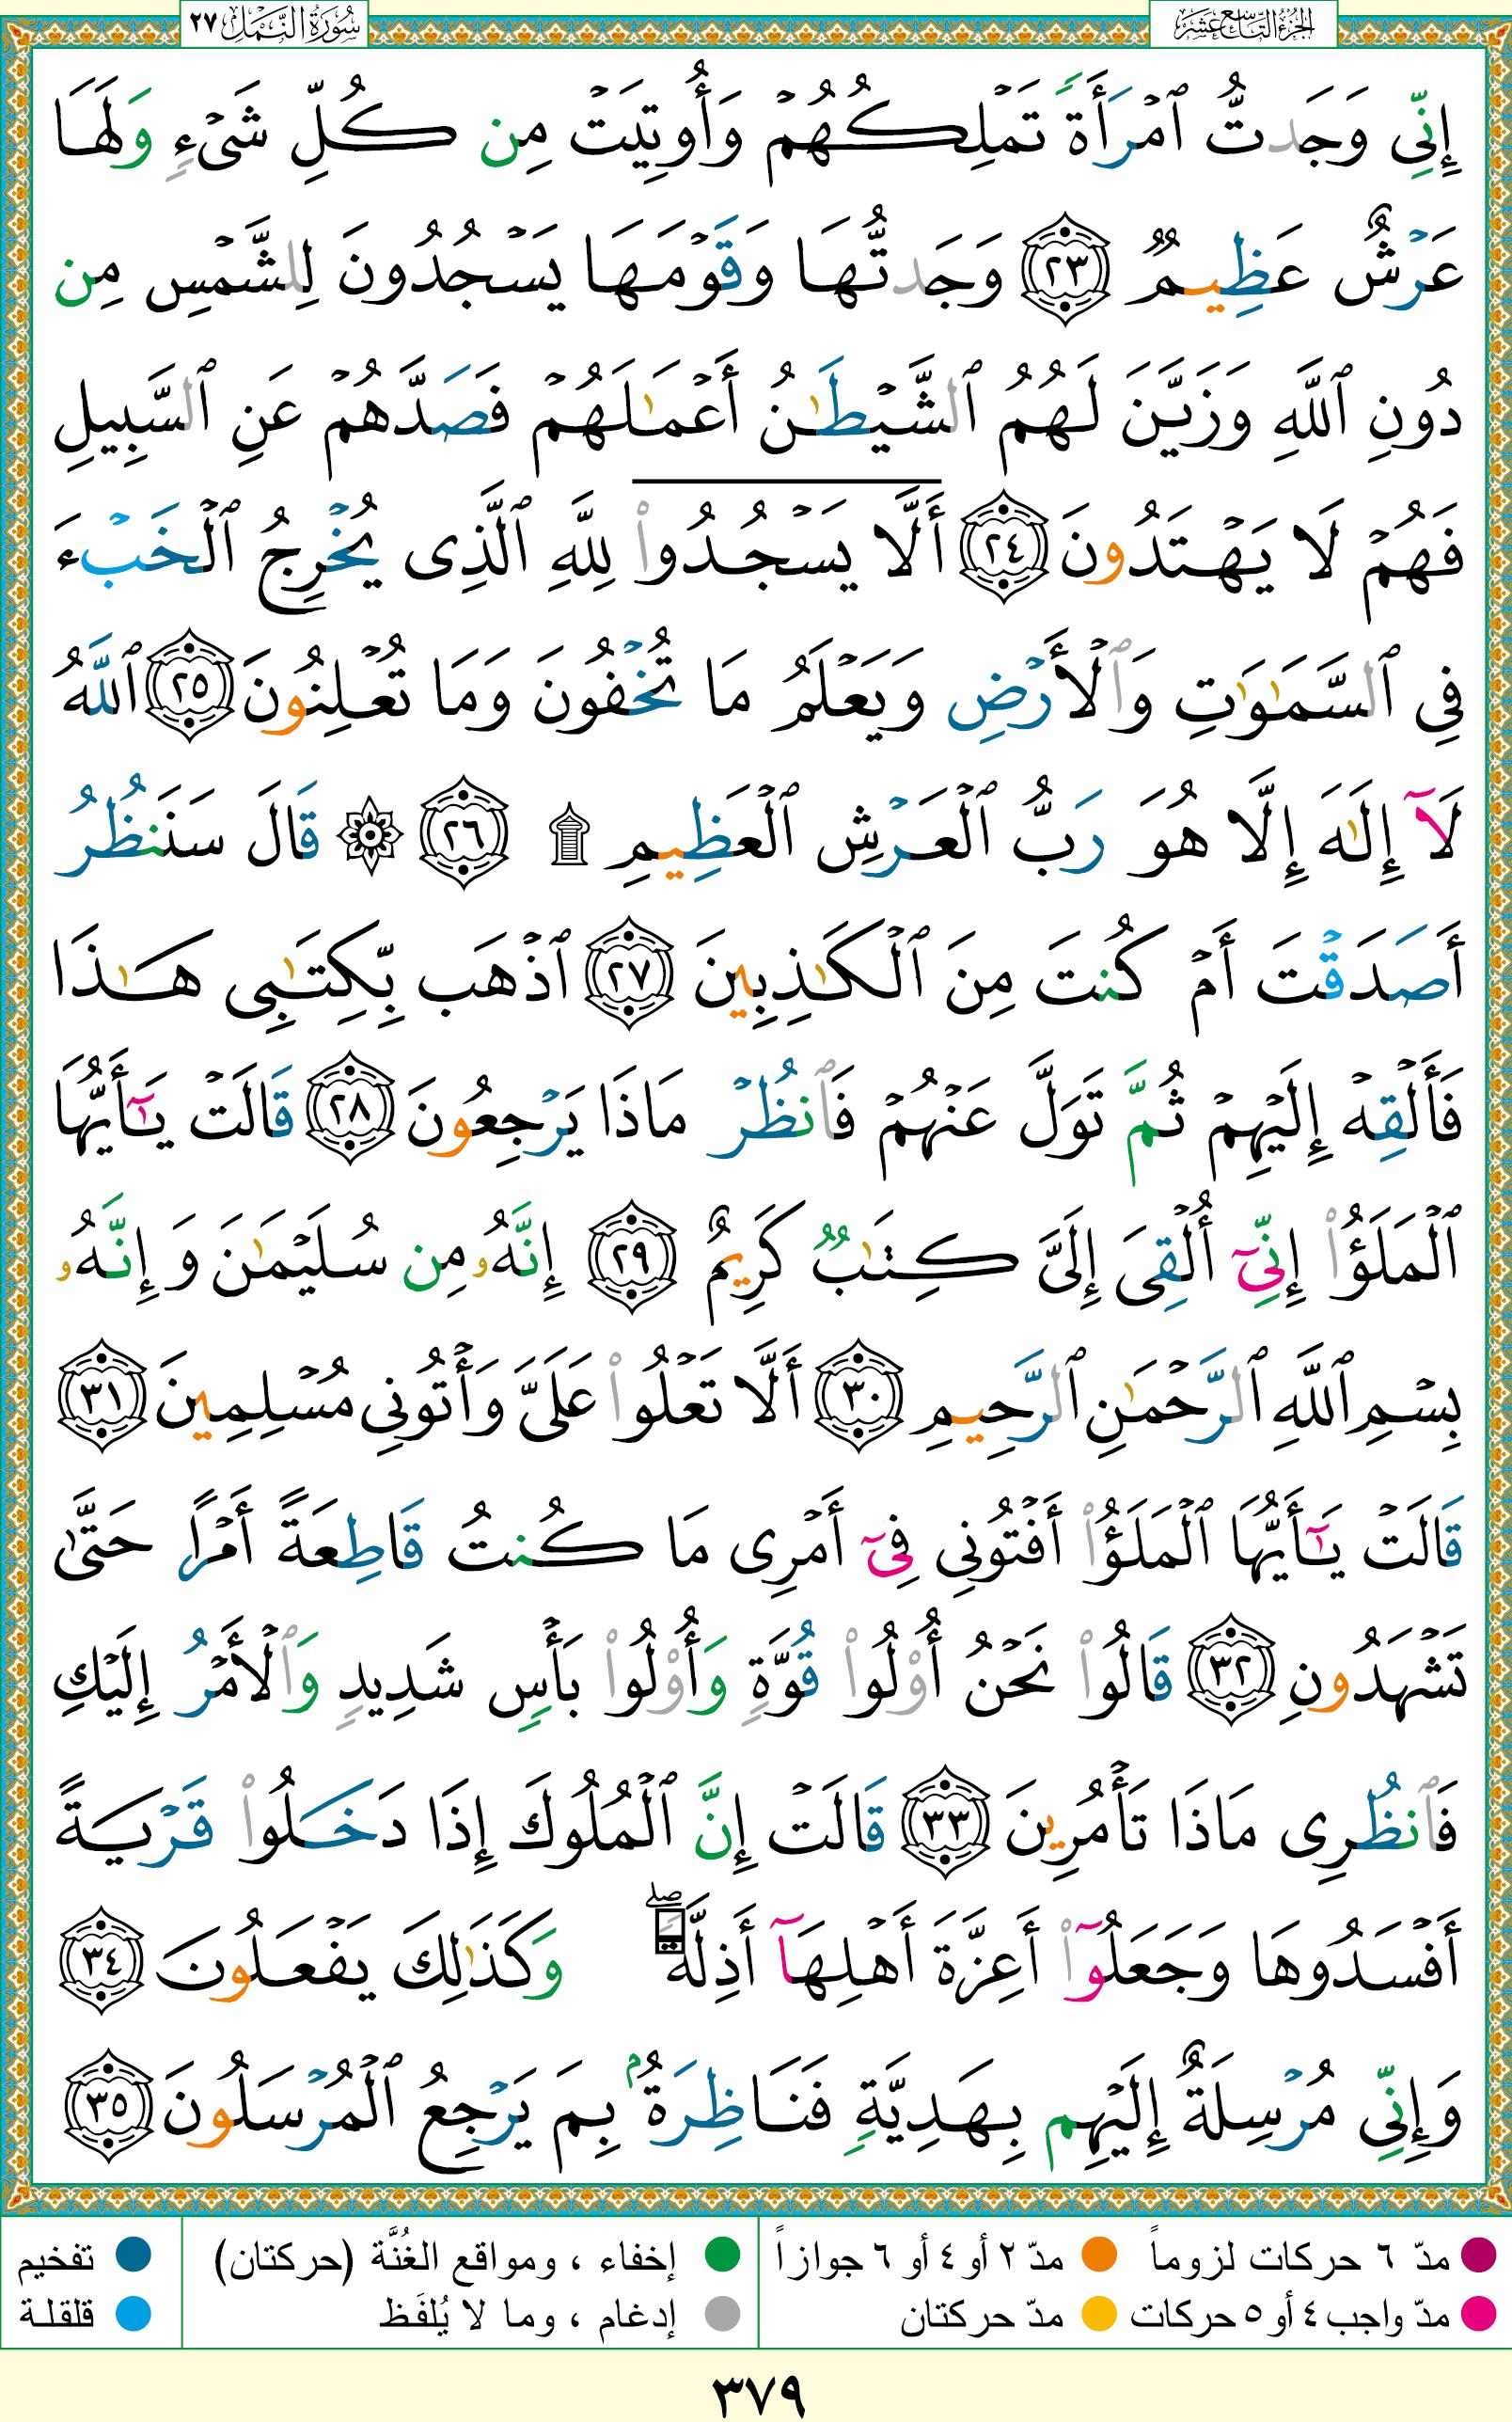 الجزء التاسع عشر
سورة النمل ٢٧
إِنِّي وَجَدتُّ ٱمۡرَأَةٗ تَمۡلِكُهُمۡ وَأُوتِيَتۡ مِن كُلِّ شَيۡءٖ وَلَهَا
عَرۡشٌ عَظِيمٞ ٢٣ وَجَدتُّهَا وَقَوۡمَهَا يَسۡجُدُونَ لِلشَّمۡسِ مِن
دُونِ ٱللَّهِ وَزَيَّنَ لَهُمُ ٱلشَّيۡطَٰنُ أَعۡمَٰلَهُمۡ فَصَدَّهُمۡ عَنِ ٱلسَّبِيلِ
فَهُمۡ لَا يَهۡتَدُونَ ٢٤ أَلَّا يَسۡجُدُواْ لِلَّهِ ٱلَّذِي يُخۡرِجُ ٱلۡخَبۡءَ
فِي ٱلسَّمَٰوَٰتِ وَٱلۡأَرۡضِ وَيَعۡلَمُ مَا تُخۡفُونَ وَمَا تُعۡلِنُونَ ٢٥ ٱللَّهُ
لَآ إِلَٰهَ إِلَّا هُوَ رَبُّ ٱلۡعَرۡشِ ٱلۡعَظِيمِ ۩ ٢٦ ۞ قَالَ سَنَنظُرُ
أَصَدَقۡتَ أَمۡ كُنتَ مِنَ ٱلۡكَٰذِبِينَ ٢٧ ٱذۡهَب بِّكِتَٰبِي هَٰذَا
فَأَلۡقِهۡ إِلَيۡهِمۡ ثُمَّ تَوَلَّ عَنۡهُمۡ فَٱنظُرۡ مَاذَا يَرۡجِعُونَ ٢٨ قَالَتۡ يَٰٓأَيُّهَا
ٱلۡمَلَؤُاْ إِنِّيٓ أُلۡقِيَ إِلَيَّ كِتَٰبٞ كَرِيمٌ ٢٩ إِنَّهُۥ مِن سُلَيۡمَٰنَ وَإِنَّهُۥ
بِسۡمِ ٱللَّهِ ٱلرَّحۡمَٰنِ ٱلرَّحِيمِ ٣٠ أَلَّا تَعۡلُواْ عَلَيَّ وَأۡتُونِي مُسۡلِمِينَ ٣١
قَالَتۡ يَٰٓأَيُّهَا ٱلۡمَلَؤُاْ أَفۡتُونِي فِيٓ أَمۡرِي مَا كُنتُ قَاطِعَةً أَمۡرًا حَتَّىٰ
تَشۡهَدُونِ ٣٢ قَالُواْ نَحۡنُ أُوْلُواْ قُوَّةٖ وَأُوْلُواْ بَأۡسٖ شَدِيدٖ وَٱلۡأَمۡرُ إِلَيۡكِ
فَٱنظُرِي مَاذَا تَأۡمُرِينَ ٣٣ قَالَتۡ إِنَّ ٱلۡمُلُوكَ إِذَا دَخَلُواْ قَرۡيَةً
أَفۡسَدُوهَا وَجَعَلُوٓاْ أَعِزَّةَ أَهۡلِهَآ أَذِلَّةٗۖ وَكَذَٰلِكَ يَفۡعَلُونَ ٣٤
وَإِنِّي مُرۡسِلَةٌ إِلَيۡهِم بِهَدِيَّةٖ فَنَاظِرَةُۢ بِمَ يَرۡجِعُ ٱلۡمُرۡسَلُونَ ٣٥
مدّ ٦ حركات لزوماً مدّ ٢ أو ٤ أو ٦ جوازاً إخفاء ، ومواقع الغُنَّة (حركتان) تفخيم
مدّ واجب ٤ أو ٥ حركات مدّ حركتان إدغام ، وما لا يُلفَظ قلقلة
٣٧٩